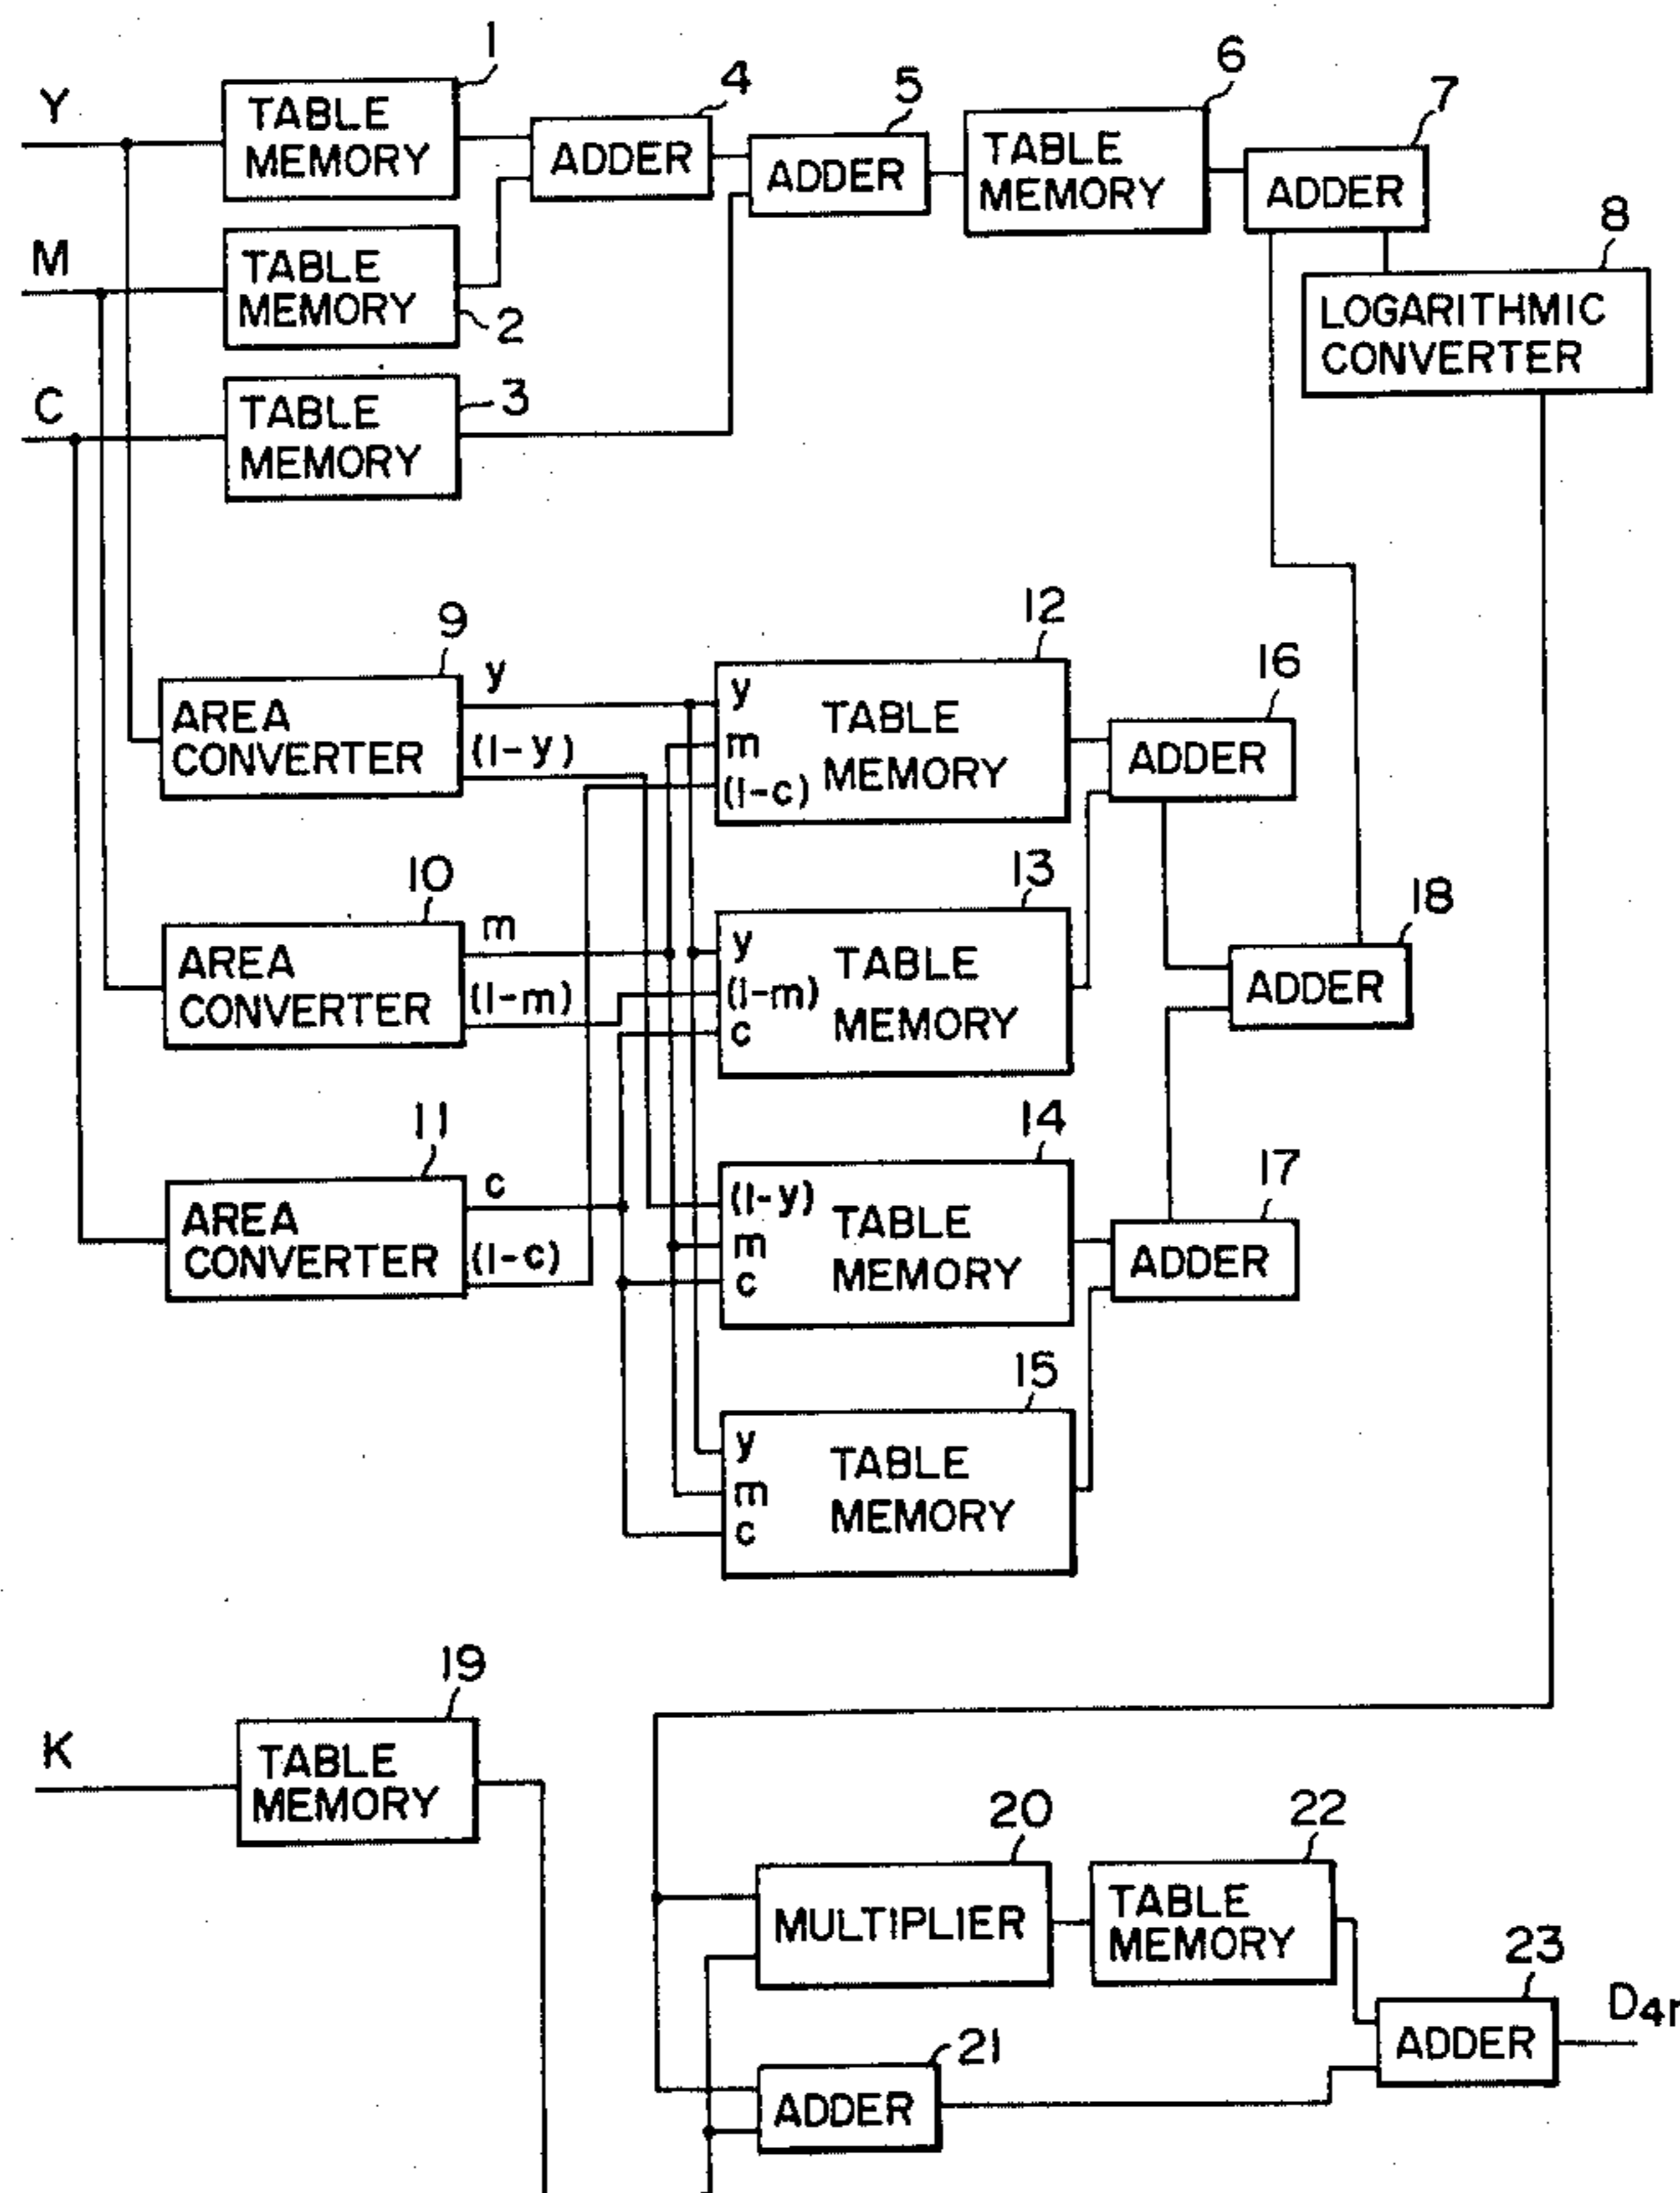 1
Y
TABLE
MEMORY
4
ADDER
5
ADDER
6
TABLE
MEMORY
7
ADDER
8
LOGARITHMIC
CONVERTER
M
TABLE
MEMORY
2
C
TABLE
MEMORY
3
9
AREA
CONVERTER
y
(1-y)
12
y
m
(1-c)
TABLE
MEMORY
16
ADDER
10
AREA
CONVERTER
m
(1-m)
13
y
(1-m)
c
TABLE
MEMORY
18
ADDER
11
AREA
CONVERTER
c
(1-c)
14
(1-y)
m
c
TABLE
MEMORY
17
ADDER
15
y
m
c
TABLE
MEMORY
19
K
TABLE
MEMORY
20
MULTIPLIER
22
TABLE
MEMORY
23
ADDER
D4r
21
ADDER